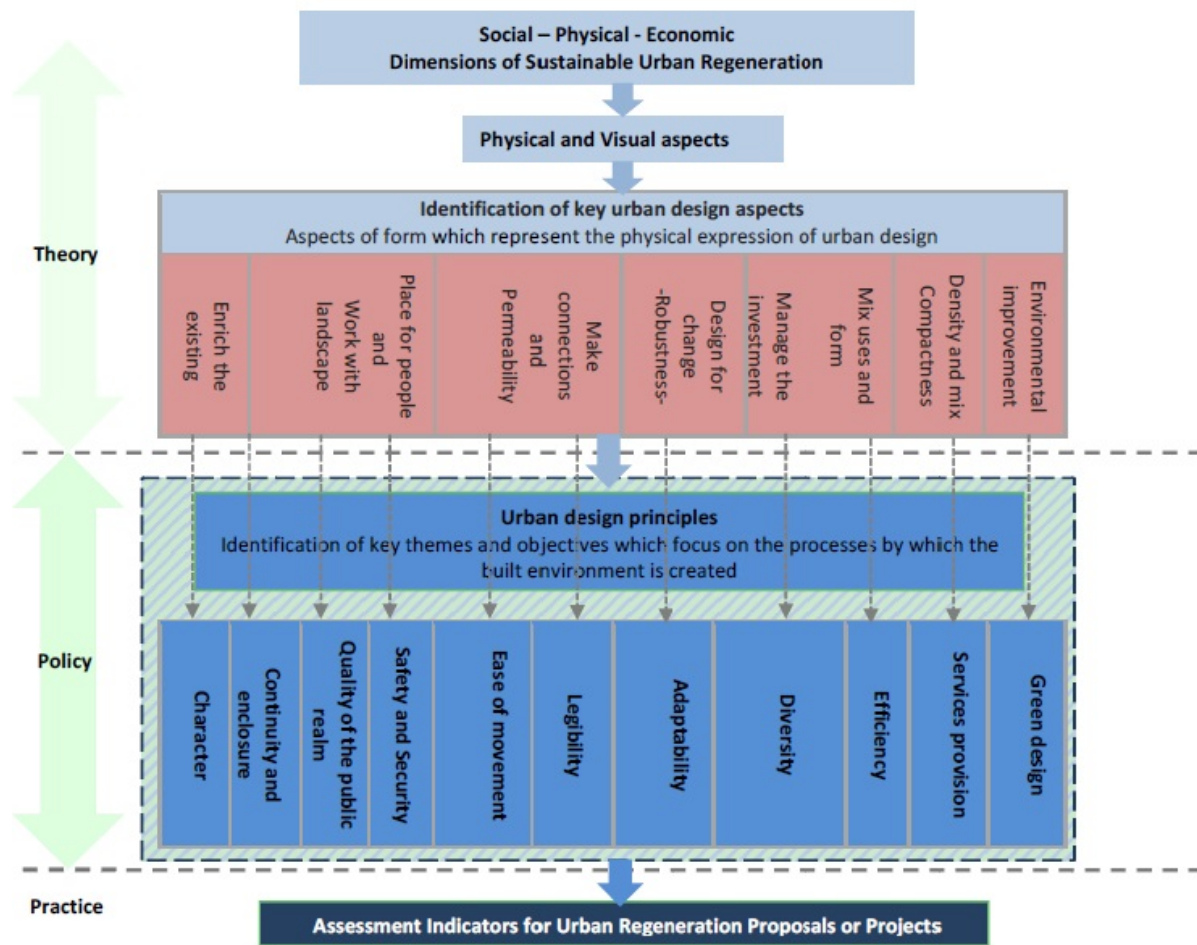 Social – Physical - Economic
Dimensions of Sustainable Urban Regeneration
Physical and Visual aspects
Identification of key urban design aspects
Aspects of form which represent the physical expression of urban design
Theory
Enrich the
existing
Place for people
and
Work with
landscape
Make
connections
and
Permeability
Design for
change
-Robustness-
Mix uses and
form
Manage the
investment
Density and mix
Compactness
Environmental
improvement
Urban design principles
Identification of key themes and objectives which focus on the processes by which the
built environment is created
Policy
Character
Continuity and
enclosure
Quality of the public
realm
Safety and Security
Ease of movement
Legibility
Adaptability
Diversity
Efficiency
Services provision
Green design
Practice
Assessment Indicators for Urban Regeneration Proposals or Projects